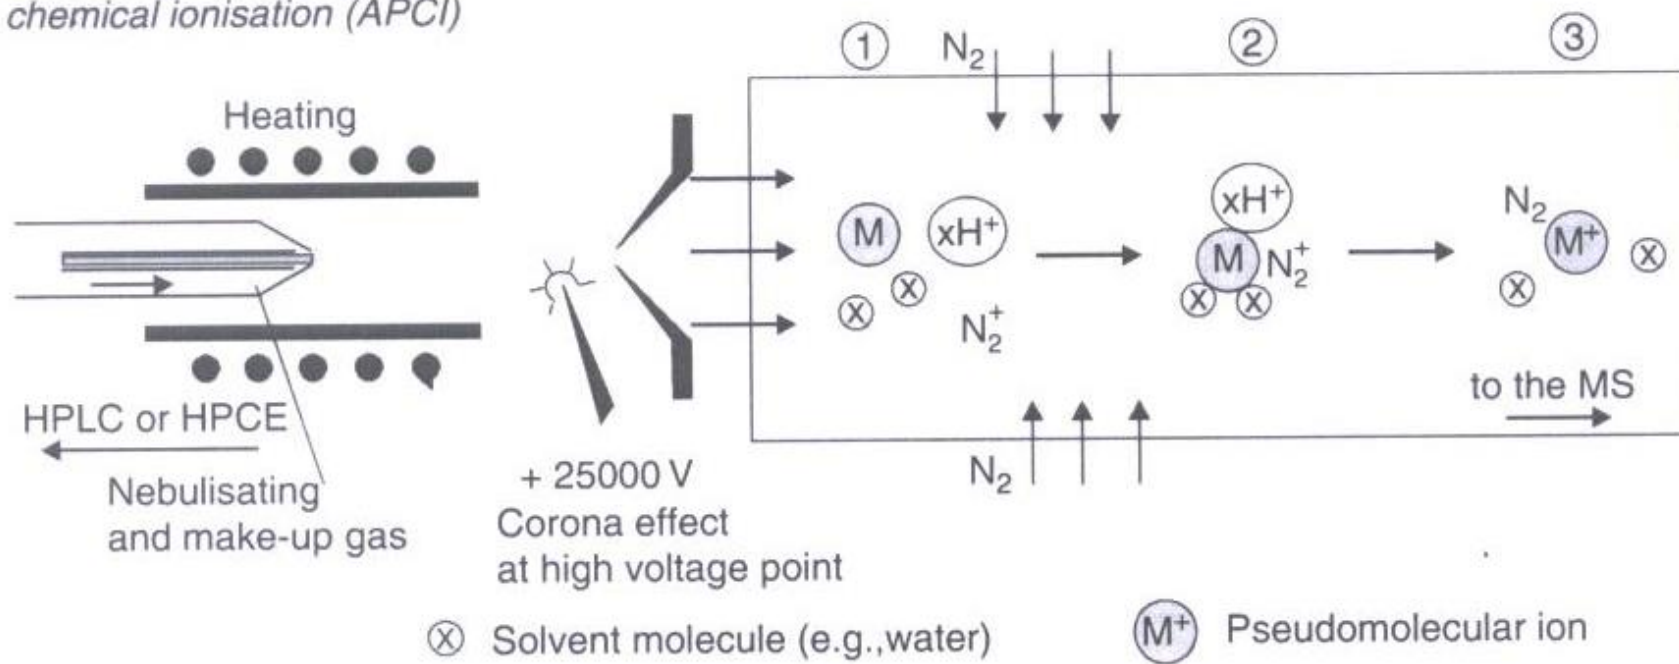 chemical ionisation (APCI)
① N₂ ② ③
Heating
xH⁺
M xH⁺ N₂ M⁺ ⓧ
M N₂⁺
ⓧ ⓧ ⓧ ⓧ ⓧ
N₂⁺
to the MS
HPLC or HPCE
N₂
Nebulisating
and make-up gas
+ 25000 V
Corona effect
at high voltage point
ⓧ Solvent molecule (e.g.,water)
M⁺ Pseudomolecular ion